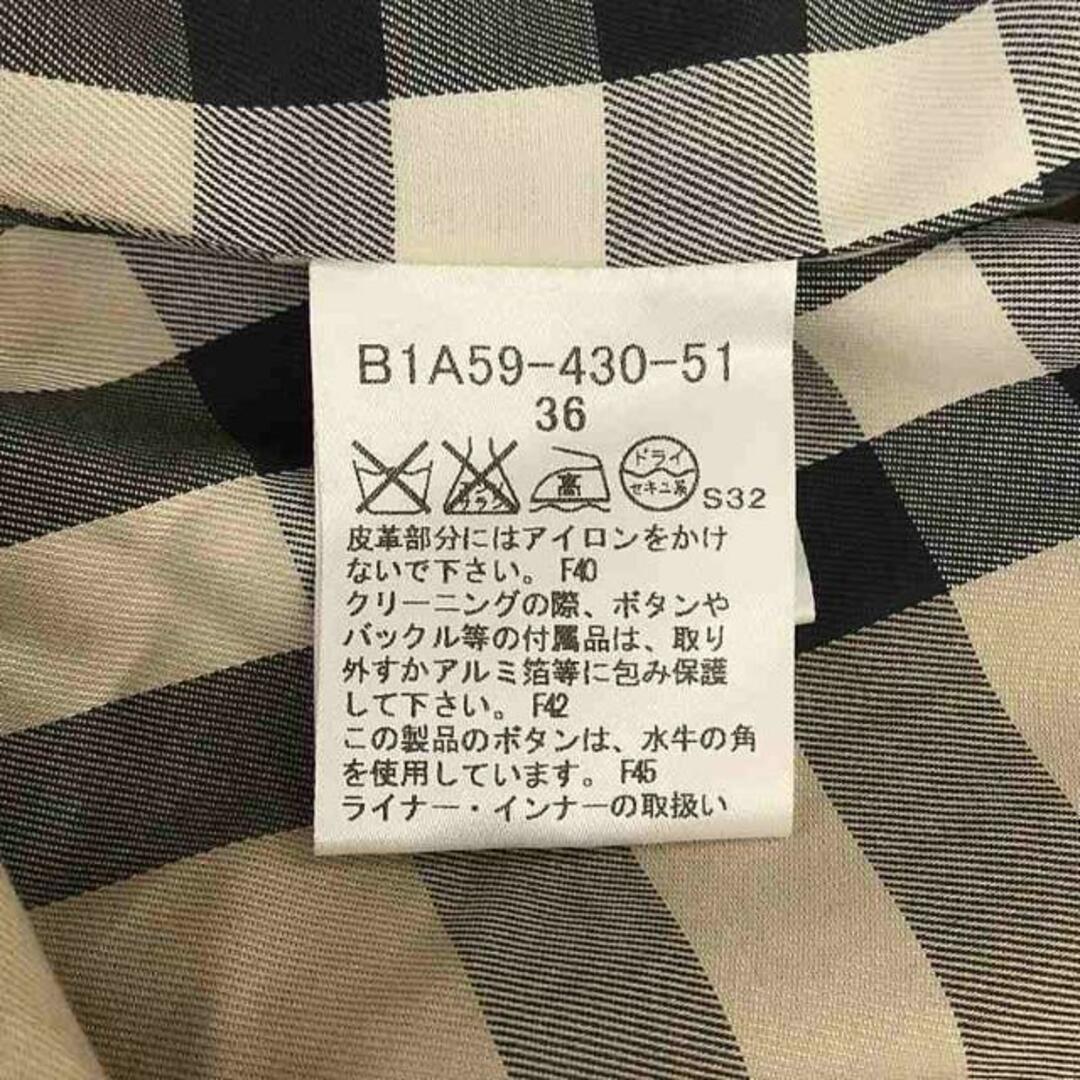 B1A59-430-51
36
高
ドライ
セキユ系
S32
皮革部分にはアイロンをかけ
ないで下さい。F40
クリーニングの際、ボタンや
バックル等の付属品は、取り
外すかアルミ箔等に包み保護
して下さい。F42
この製品のボタンは、水牛の角
を使用しています。F45
ライナー・インナーの取扱い